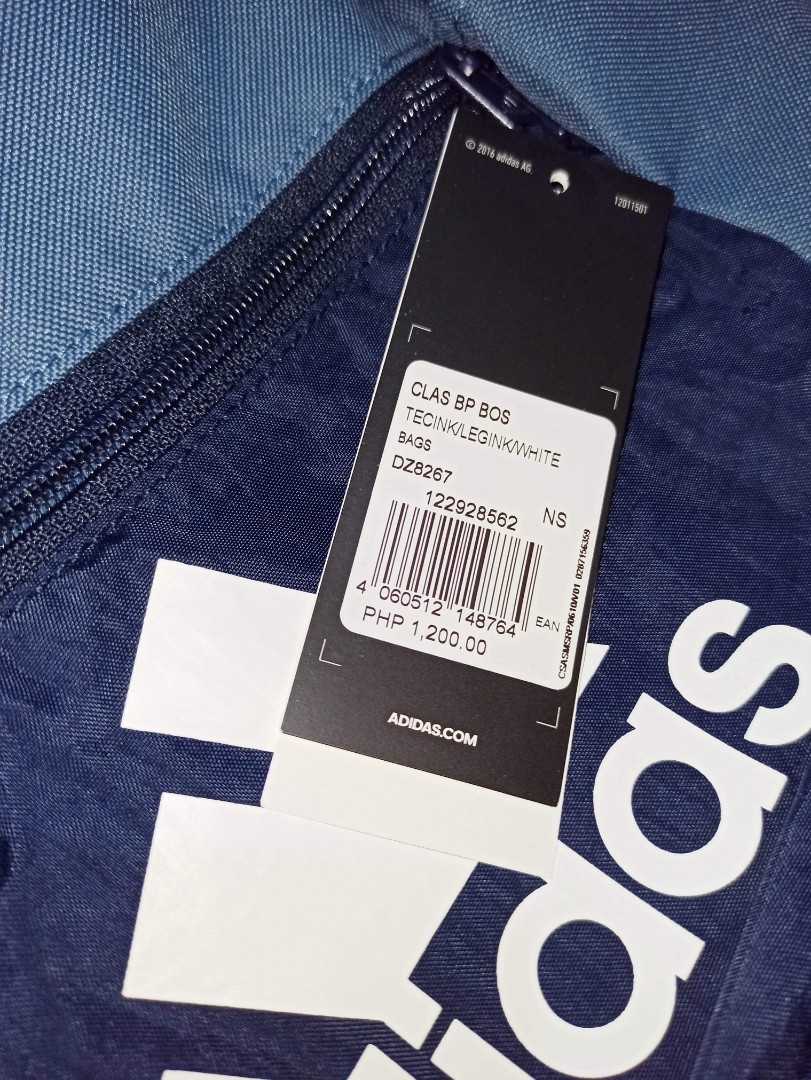 © 2016 adidas AG.
12011501
CLAS BP BOS
TECINK/LEGINK/WHITE
BAGS
DZ8267
122928562 NS
4 060512 148764 EAN
PHP 1,200.00
ADIDAS.COM
das